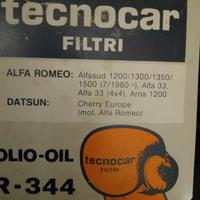 tecnocar
FILTRI
ALFA ROMEO: Alfasud 1200/1300/1350/
1500 (7/1980 -), Alfa 33,
Alfa 33 (4x4), Arna 1200
DATSUN: Cherry Europe
(mot. Alfa Romeo)
OLIO-OIL
R-344
tecnocar
FILTRI